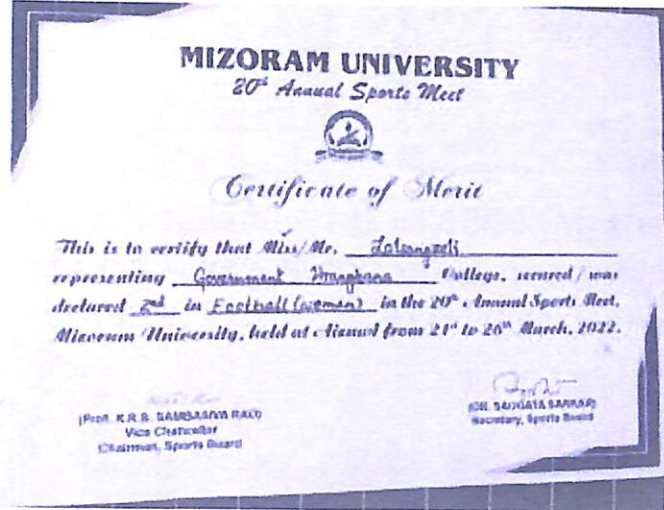 MIZORAM UNIVERSITY
20th Annual Sports Meet
Certificate of Merit
This is to certify that Miss/Mr.
representing Government Hrangbana College, secured / was
declared 2nd in Football (women) in the 20th Annual Sports Meet,
Mizoram University, held at Aizawl from 21st to 26th March, 2022.
(Prof. K.R.S. SAMBASIVA RAO)
Vice Chancellor
Chairman, Sports Board
(DR. SAUGATA SARKAR)
Secretary, Sports Board